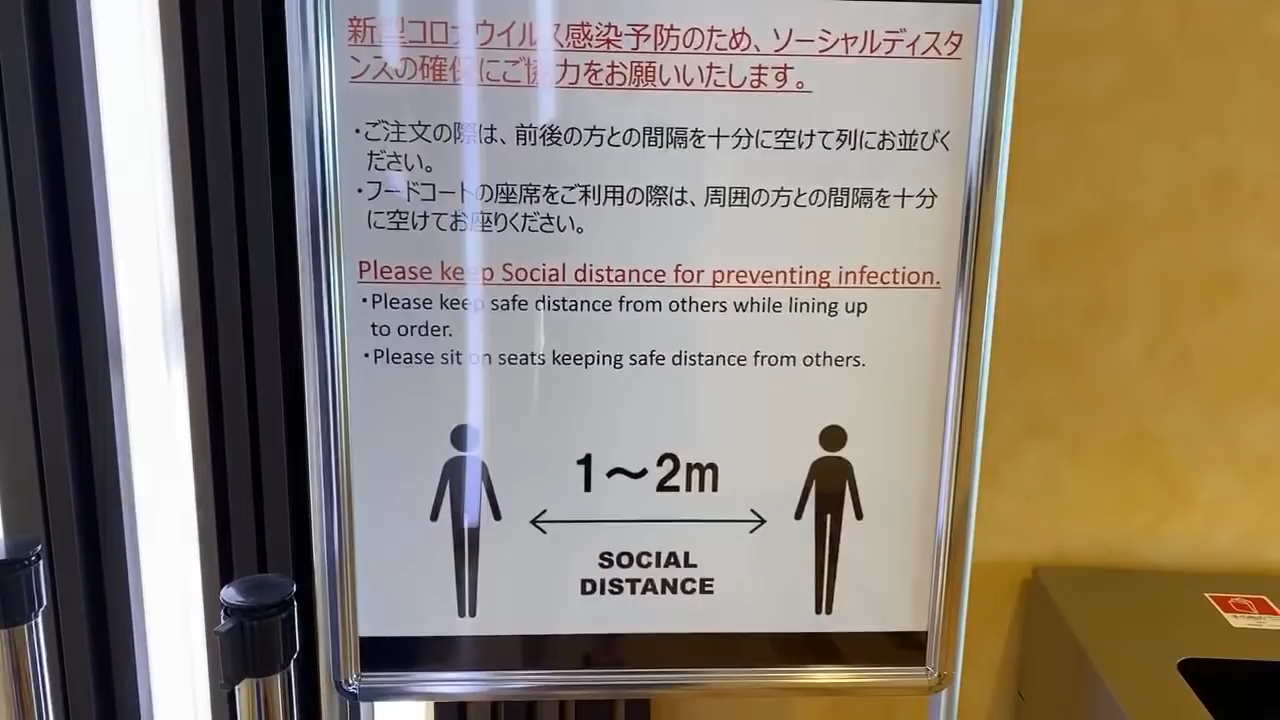 新型コロナウイルス感染予防のため、ソーシャルディスタ
ンスの確保にご協力をお願いいたします。
・ご注文の際は、前後の方との間隔を十分に空けて列にお並びく
ださい。
・フードコートの座席をご利用の際は、周囲の方との間隔を十分
に空けてお座りください。
Please keep Social distance for preventing infection.
・Please keep safe distance from others while lining up
to order.
・Please sit on seats keeping safe distance from others.
1～2m
SOCIAL
DISTANCE